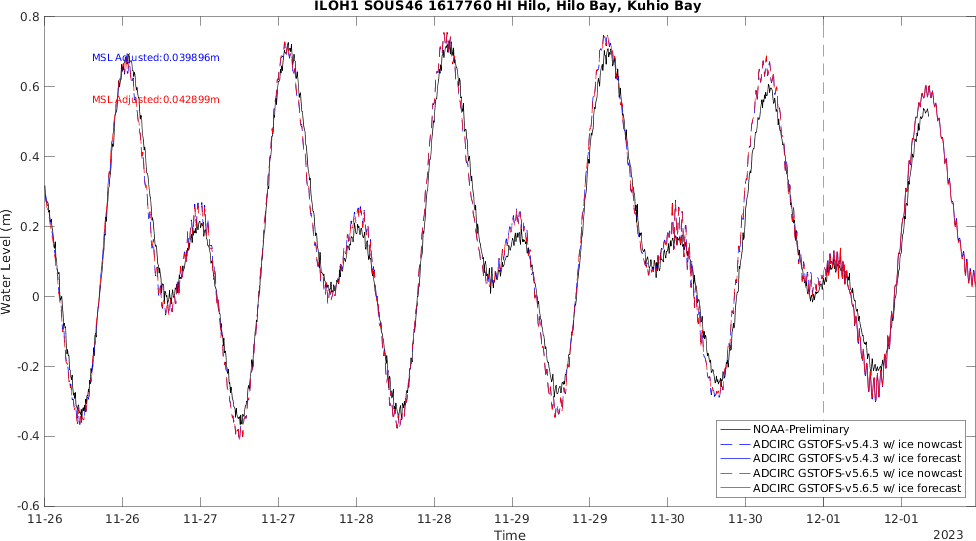 ILOH1 SOUS46 1617760 HI Hilo, Hilo Bay, Kuhio Bay
0.8
0.6
0.4
0.2
0
-0.2
-0.4
-0.6
Water Level (m)
MSL Adjusted:0.039896m
MSL Adjusted:0.042899m
NOAA-Preliminary
ADCIRC GSTOFS-v5.4.3 w/ ice nowcast
ADCIRC GSTOFS-v5.4.3 w/ ice forecast
ADCIRC GSTOFS-v5.6.5 w/ ice nowcast
ADCIRC GSTOFS-v5.6.5 w/ ice forecast
11-26 11-26 11-27 11-27 11-28 11-28 11-29 11-29 11-30 11-30 12-01 12-01
Time
2023